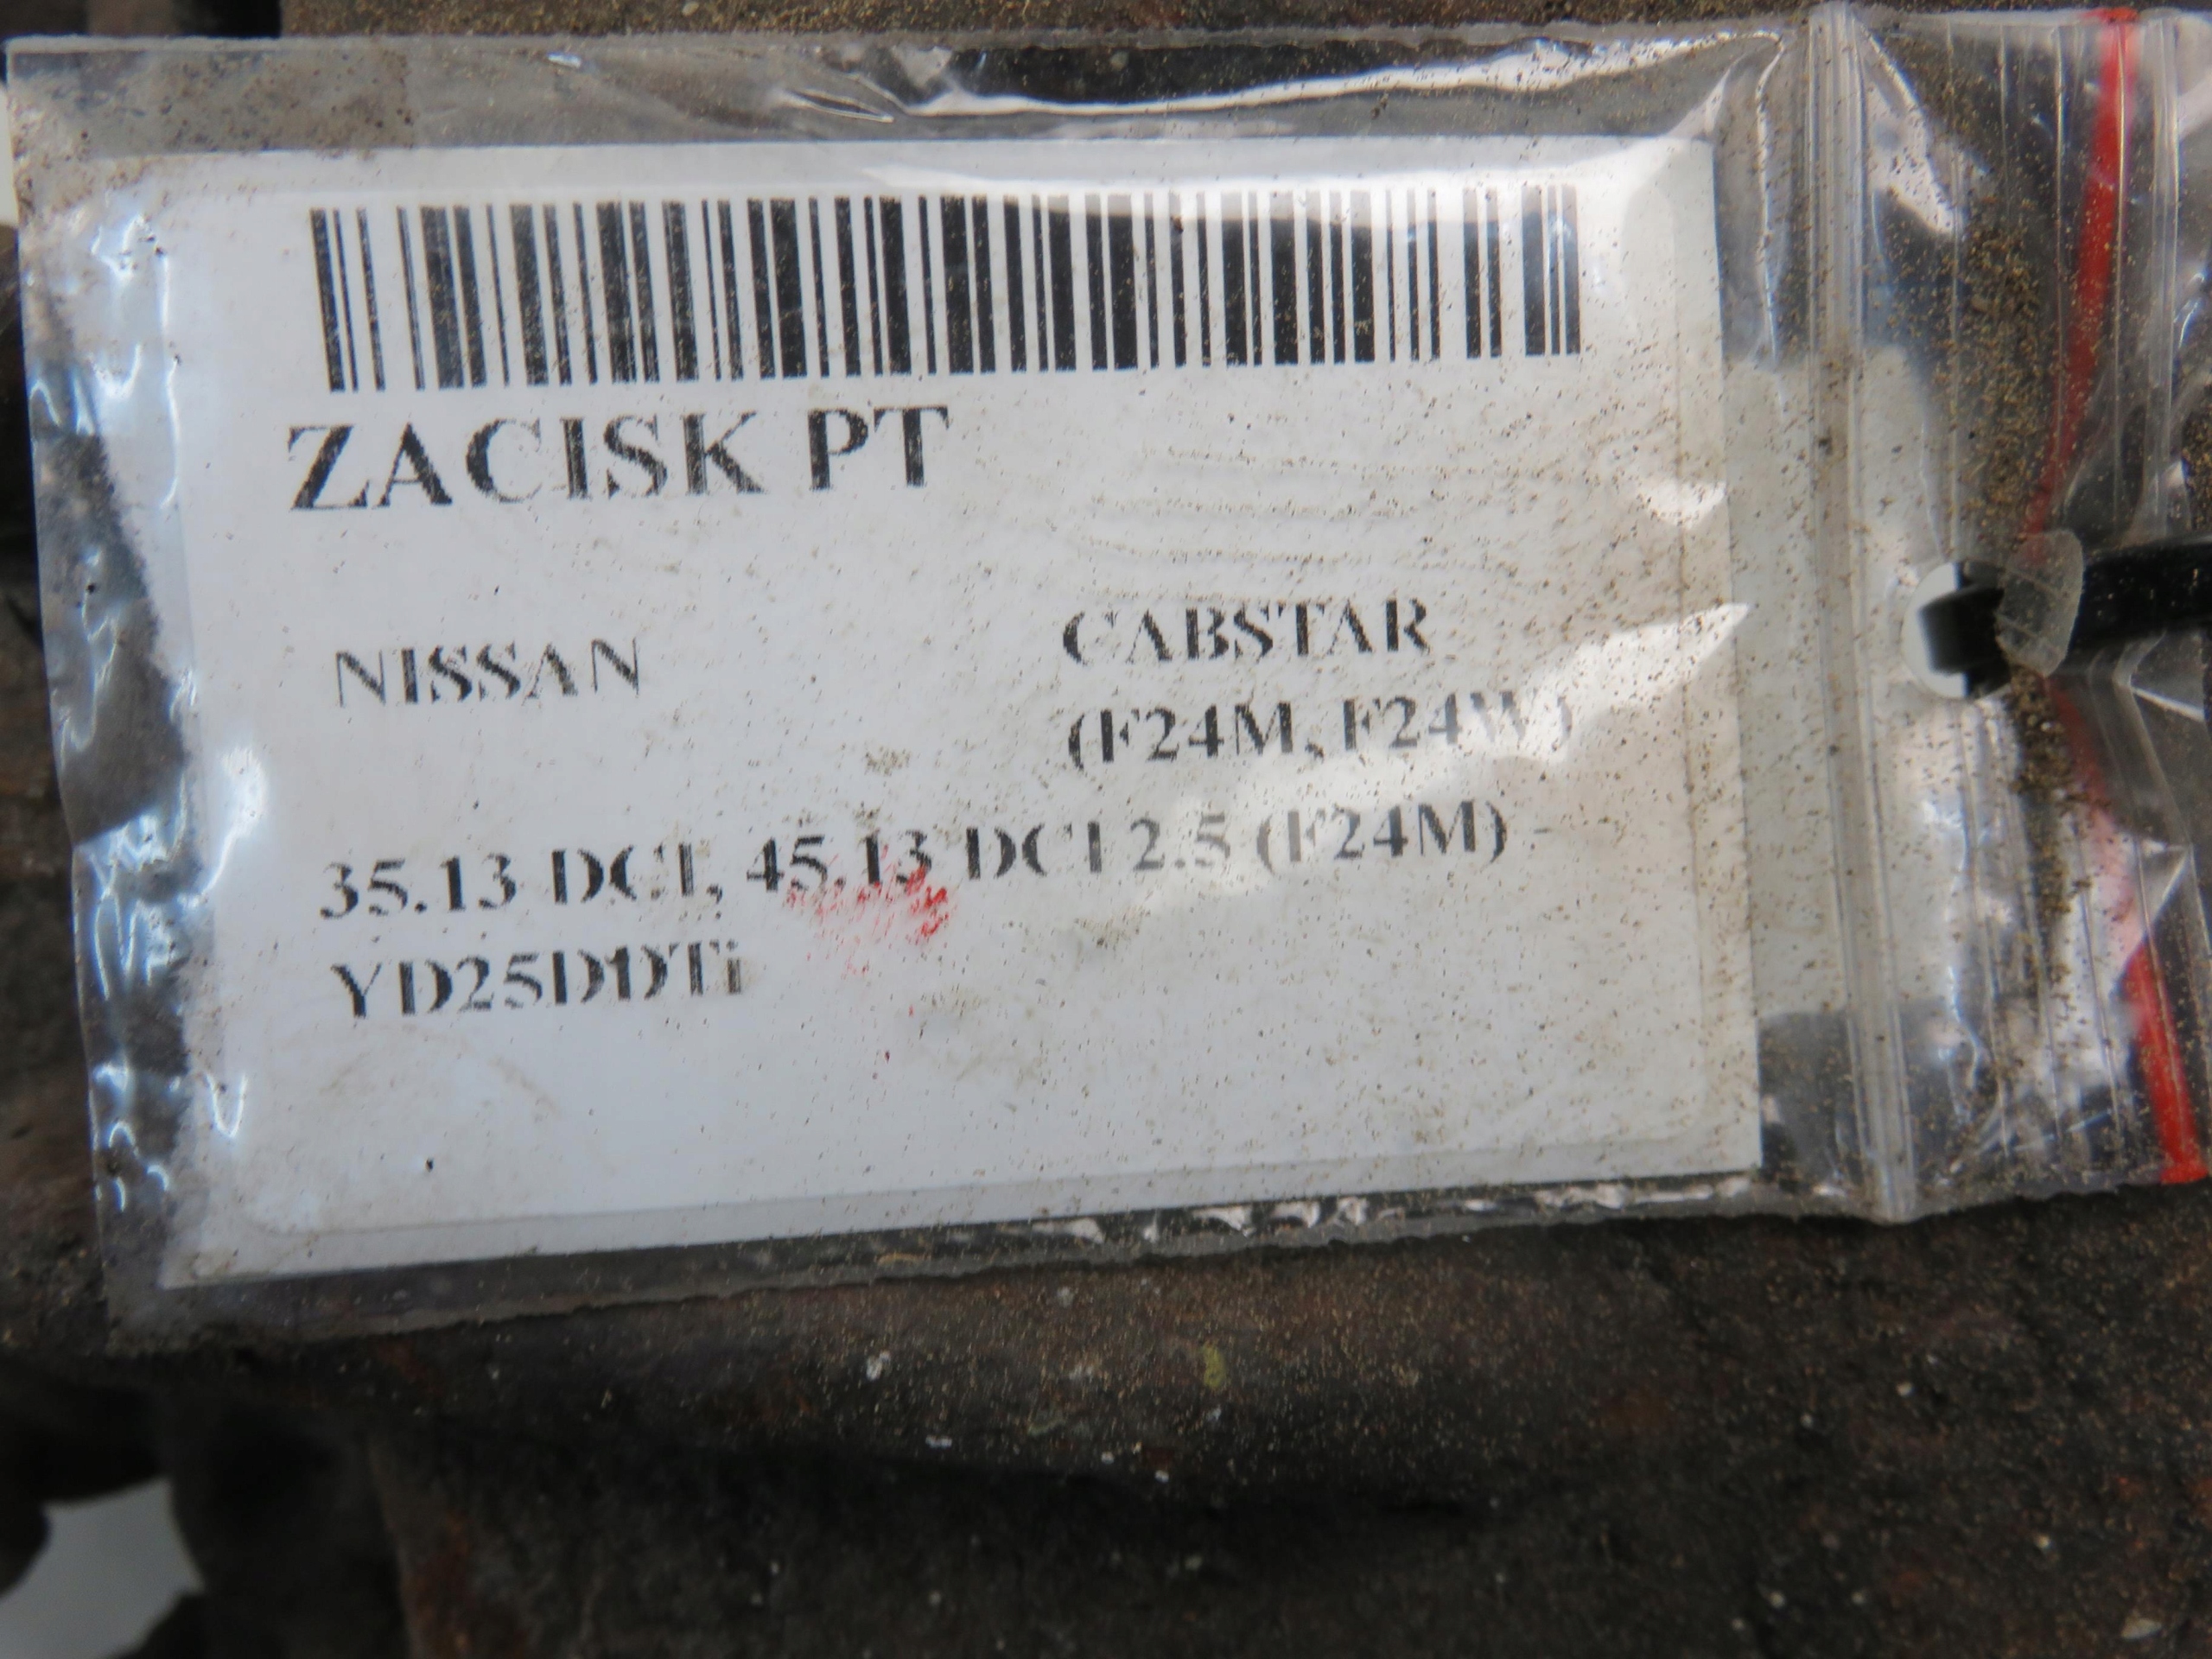 ZACISK PT
NISSAN
CABSTAR
(F24M, F24W)
35.13 DCI, 45.13 DCI 2.5 (F24M)
YD25DDTi